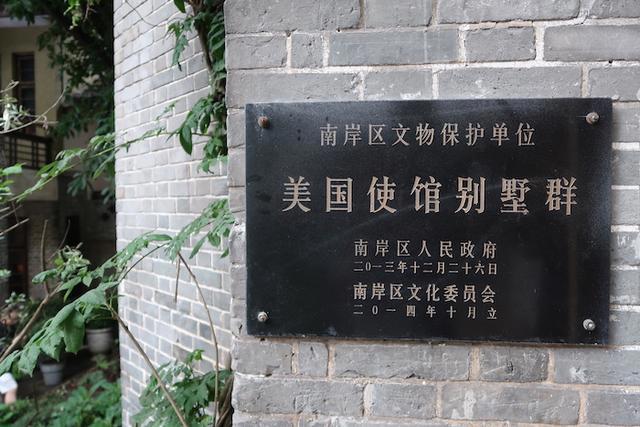 南岸区文物保护单位
美国使馆别墅群
南岸区人民政府
二〇一三年十二月二十六日
南岸区文化委员会
二〇一四年十月立